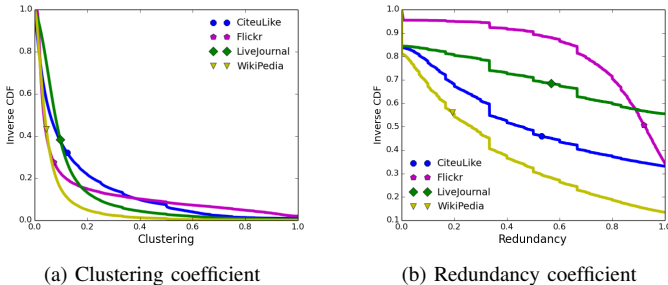 1.0
0.8
0.6
0.4
0.2
0.0
0.0 0.2 0.4 0.6 0.8 1.0
Inverse CDF
Clustering
CiteuLike
Flickr
LiveJournal
WikiPedia
(a) Clustering coefficient
1.0
0.9
0.8
0.7
0.6
0.5
0.4
0.3
0.2
0.1
0.0 0.2 0.4 0.6 0.8 1.0
Inverse CDF
Redundancy
CiteuLike
Flickr
LiveJournal
WikiPedia
(b) Redundancy coefficient